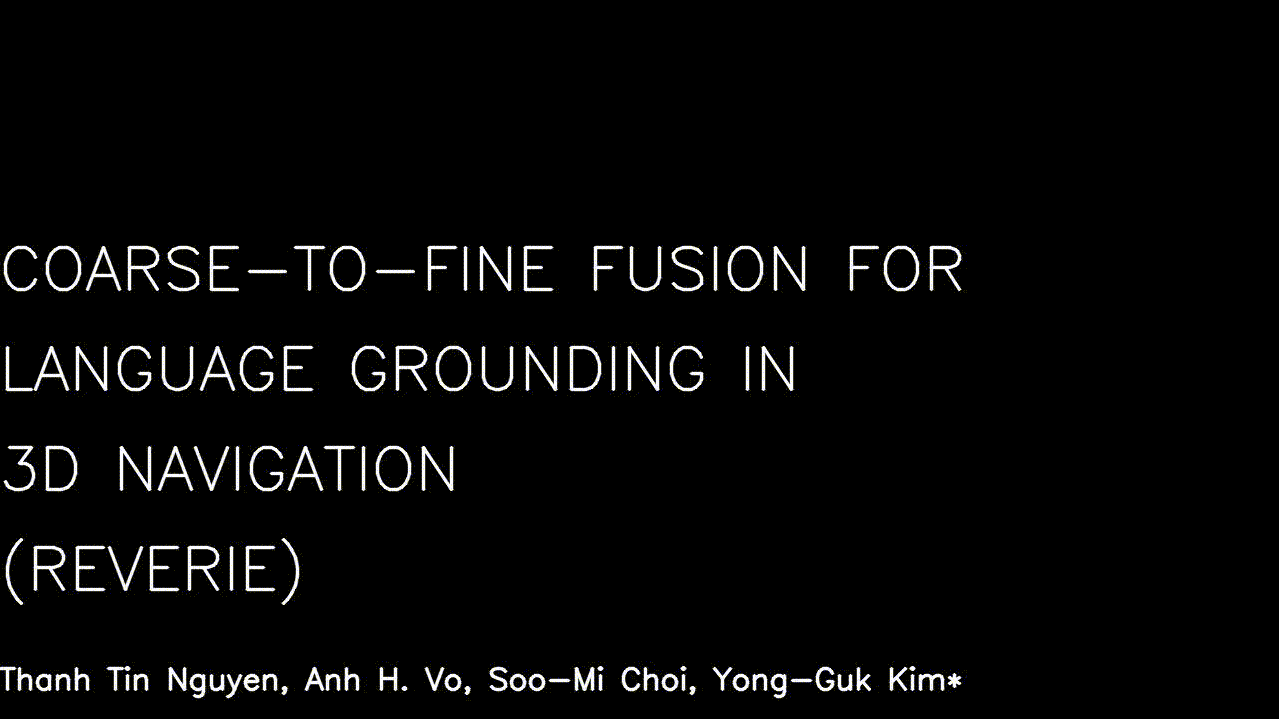 COARSE-TO-FINE FUSION FOR
LANGUAGE GROUNDING IN
3D NAVIGATION
(REVERIE)
Thanh Tin Nguyen, Anh H. Vo, Soo-Mi Choi, Yong-Guk Kim*